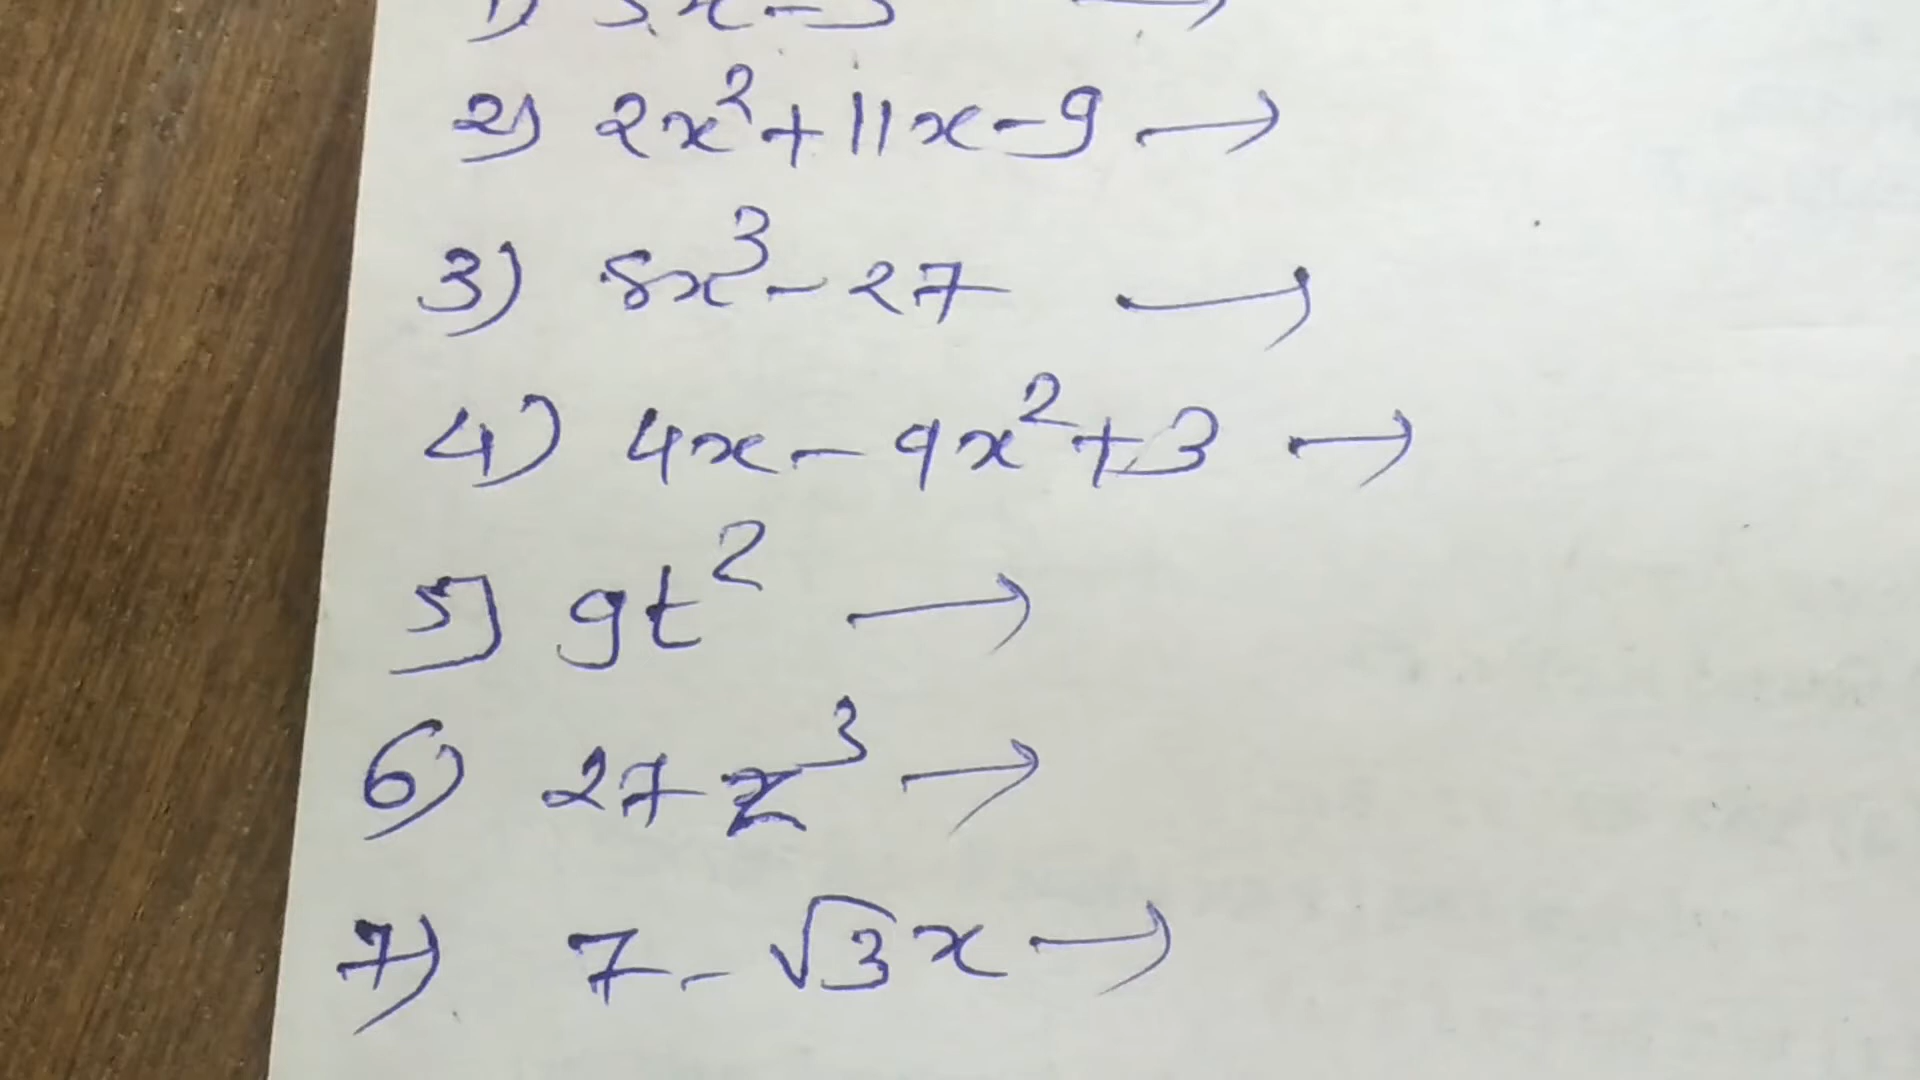 2) 2x²+11x-9 →
3) 8x³-27 →
4) 4x-9x²+3 →
5) gt² →
6) 27z³ →
7) 7-√3x →